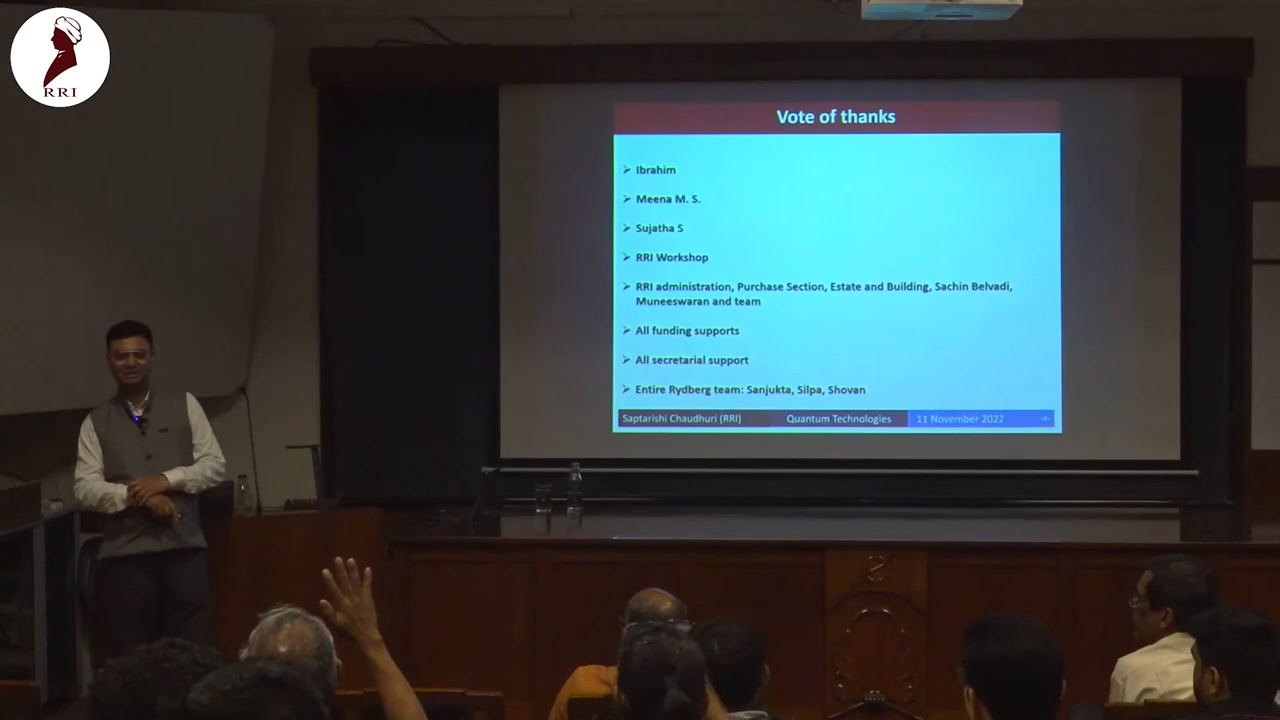 RRI
Vote of thanks
➢ Ibrahim
➢ Meena M. S.
➢ Sujatha S
➢ RRI Workshop
➢ RRI administration, Purchase Section, Estate and Building, Sachin Belvadi,
Muneeswaran and team
➢ All funding supports
➢ All secretarial support
➢ Entire Rydberg team: Sanjukta, Silpa, Shovan
Saptarishi Chaudhuri (RRI) Quantum Technologies 11 November 2022